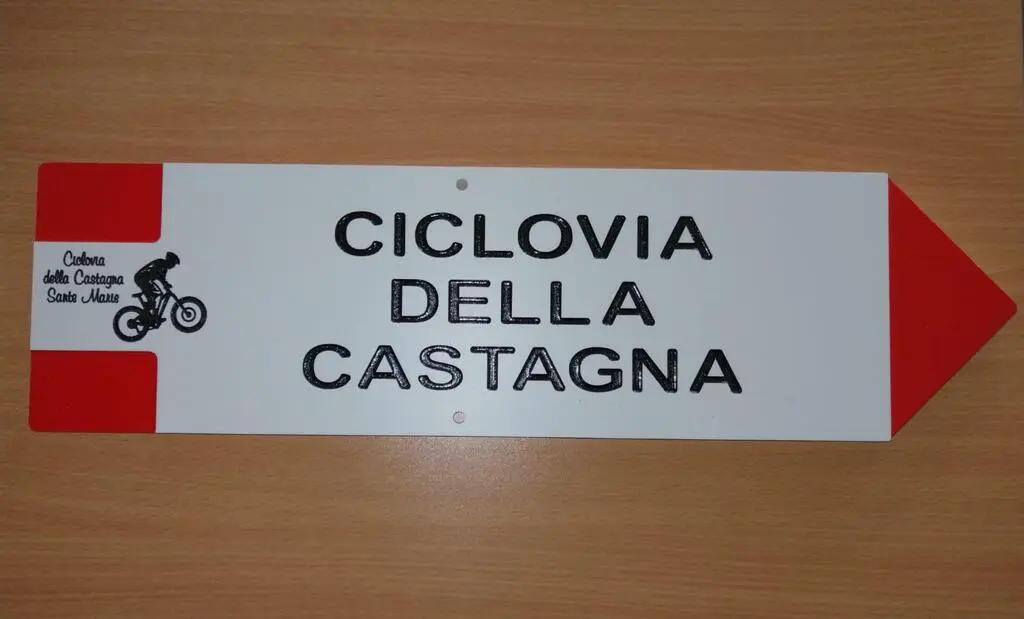 Ciclovia
della Castagna
Sante Marie
CICLOVIA
DELLA
CASTAGNA